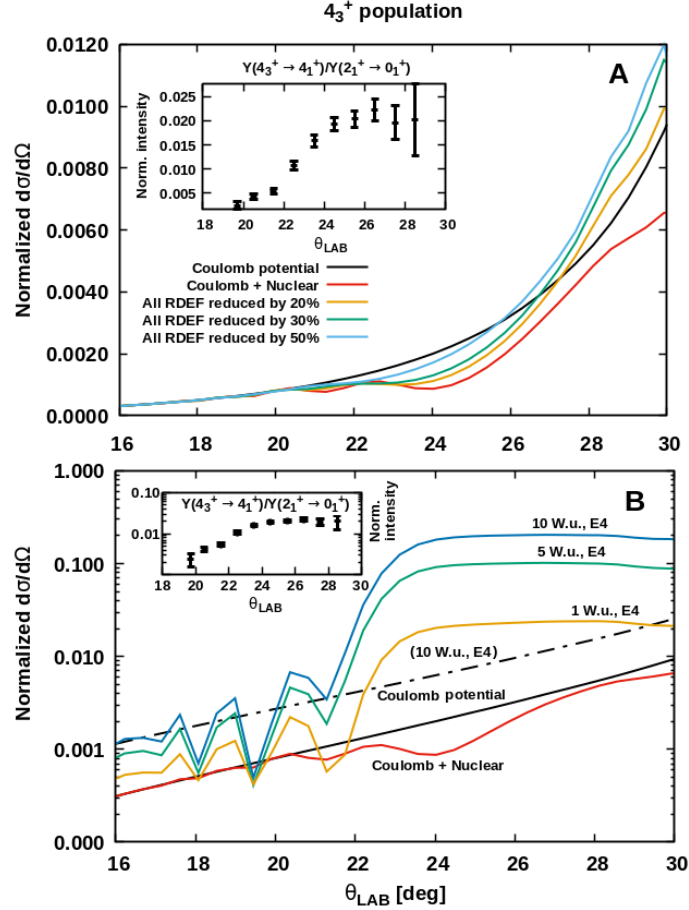 4₃⁺ population
A
Y(4₃⁺ → 4₁⁺)/Y(2₁⁺ → 0₁⁺)
Norm. intensity
0.025
0.020
0.015
0.010
0.005
18 20 22 24 26 28 30
θLAB
Normalized dσ/dΩ
0.0120
0.0100
0.0080
0.0060
0.0040
0.0020
0.0000
Coulomb potential
Coulomb + Nuclear
All RDEF reduced by 20%
All RDEF reduced by 30%
All RDEF reduced by 50%
16 18 20 22 24 26 28 30
B
Y(4₃⁺ → 4₁⁺)/Y(2₁⁺ → 0₁⁺)
Norm.
intensity
0.10
0.01
18 20 22 24 26 28 30
θLAB
Normalized dσ/dΩ
1.000
0.100
0.010
0.001
0.000
10 W.u., E4
5 W.u., E4
1 W.u., E4
(10 W.u., E4)
Coulomb potential
Coulomb + Nuclear
16 18 20 22 24 26 28 30
θLAB [deg]